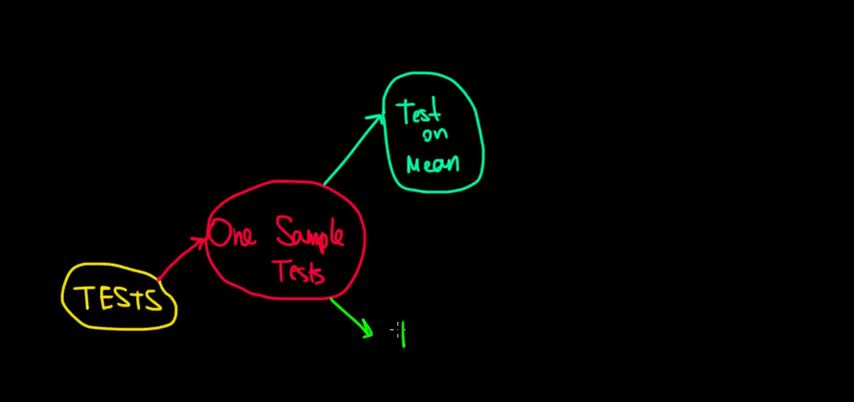 TESTS
One Sample
Tests
Test
on
Mean